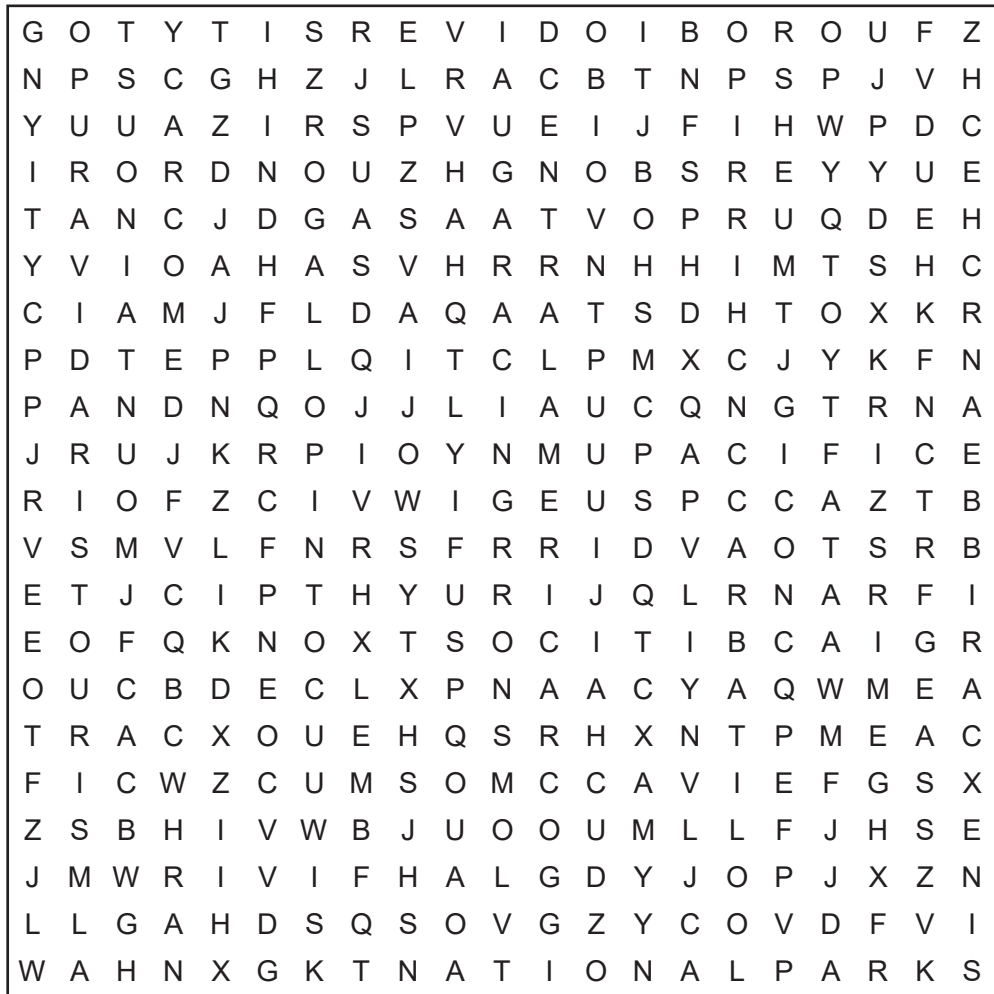 G O T Y T I S R E V I D O I B O R O U F Z
N P S C G H Z J L R A C B T N P S P J V H
Y U U A Z I R S P V U E I J F I H W P D C
I R O R D N O U Z H G N O B S R E Y Y U E
T A N C J D G A S A A T V O P R U Q D E H
Y V I O A H A S V H R R N H H I M T S H C
C I A M J F L D A Q A A T S D H T O X K R
P D T E P P L Q I T C L P M X C J Y K F N
P A N D N Q O J J L I A U C Q N G T R N A
J R U J K R P I O Y N M U P A C I F I C E
R I O F Z C I V W I G E U S P C C A Z T B
V S M V L F N R S F R R I D V A O T S R B
E T J C I P T H Y U R I J Q L R N A R F I
E O F Q K N O X T S O C I T I B C A I G R
O U C B D E C L X P N A A C Y A Q W M E A
T R A C X O U E H Q S R H X N T P M E A C
F I C W Z C U M S O M C C A V I E F G S X
Z S B H I V W B J U O O U M L L F J H S E
J M W R I V I F H A L G D Y J O P J X Z N
L L G A H D S Q S O V G Z Y C O V D F V I
W A H N X G K T N A T I O N A L P A R K S